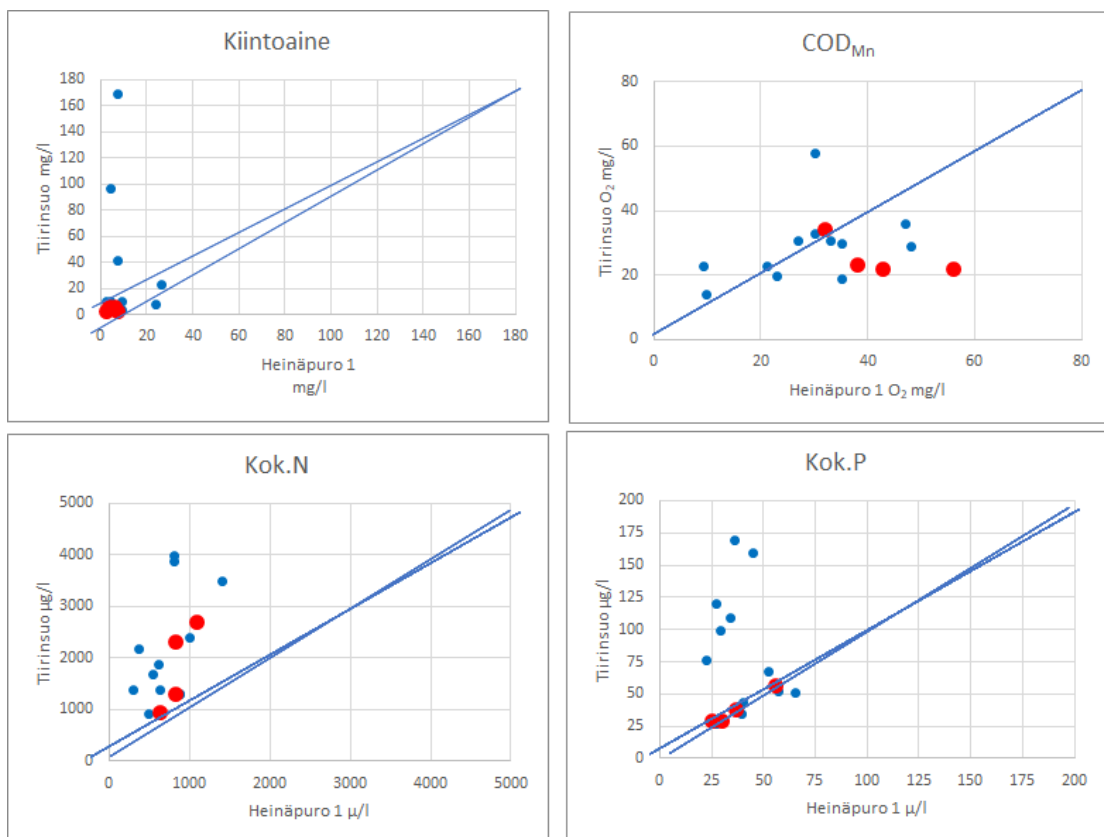 Kiintoaine
Tiirinsuo mg/l
180
160
140
120
100
80
60
40
20
0
0 20 40 60 80 100 120 140 160 180
Heinäpuro 1
mg/l
COD_Mn
Tiirinsuo O₂ mg/l
80
60
40
20
0
0 20 40 60 80
Heinäpuro 1 O₂ mg/l
Kok.N
Tiirinsuo µg/l
5000
4000
3000
2000
1000
0
0 1000 2000 3000 4000 5000
Heinäpuro 1 µ/l
Kok.P
Tiirinsuo µg/l
200
175
150
125
100
75
50
25
0
0 25 50 75 100 125 150 175 200
Heinäpuro 1 µ/l